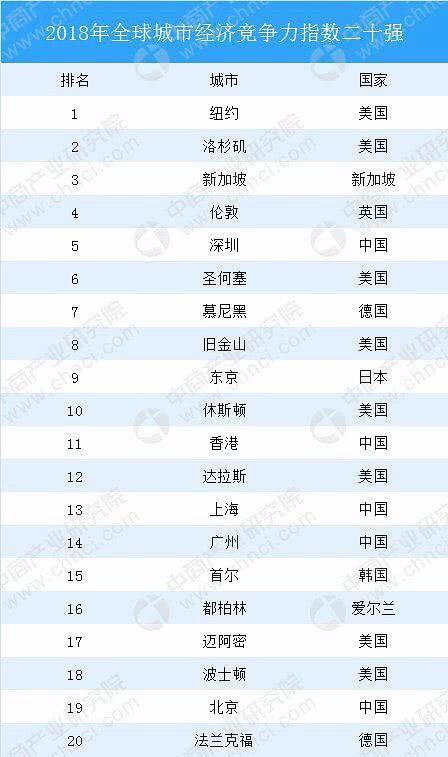 2018年全球城市经济竞争力指数二十强
排名 城市 国家
1 纽约 美国
2 洛杉矶 美国
3 新加坡 新加坡
4 伦敦 英国
5 深圳 中国
6 圣何塞 美国
7 慕尼黑 德国
8 旧金山 美国
9 东京 日本
10 休斯顿 美国
11 香港 中国
12 达拉斯 美国
13 上海 中国
14 广州 中国
15 首尔 韩国
16 都柏林 爱尔兰
17 迈阿密 美国
18 波士顿 美国
19 北京 中国
20 法兰克福 德国
中商产业研究院
www.chnci.com